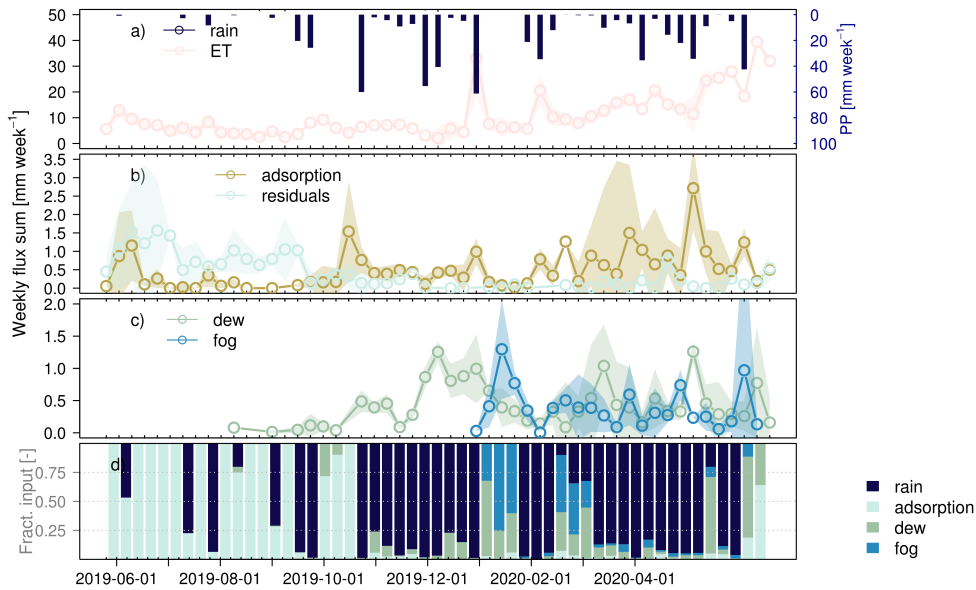 Weekly flux sum [mm week⁻¹]
50
40
30
20
10
0
a)
rain
ET
0
20
40
60
80
100
PP [mm week⁻¹]
3.5
3.0
2.5
2.0
1.5
1.0
0.5
0.0
b)
adsorption
residuals
2.0
1.5
1.0
0.5
0.0
c)
dew
fog
Fract. input [-]
0.75
0.50
0.25
d
2019-06-01
2019-08-01
2019-10-01
2019-12-01
2020-02-01
2020-04-01
rain
adsorption
dew
fog